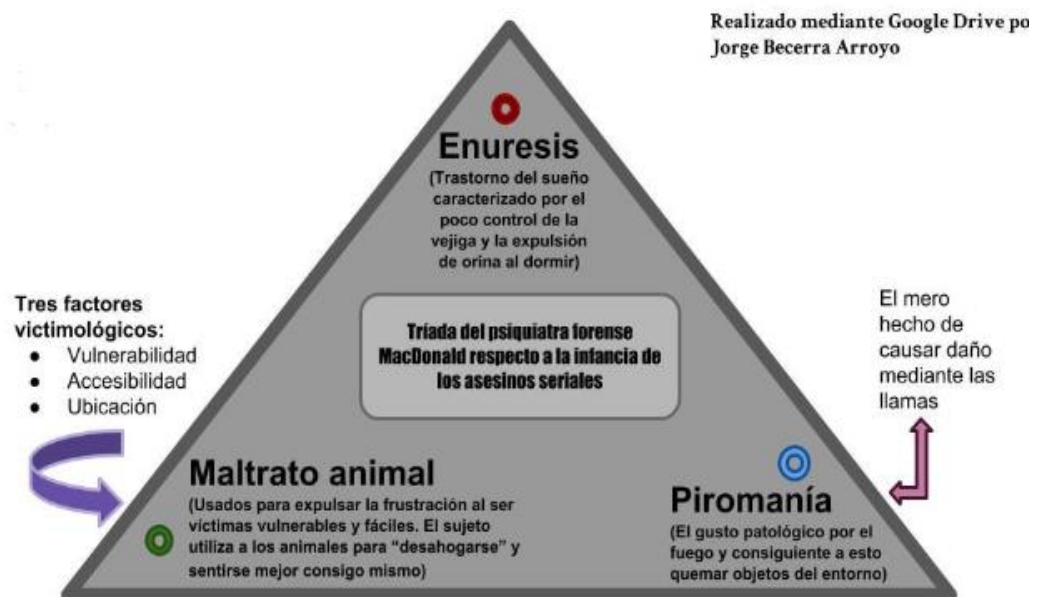 Realizado mediante Google Drive po
Jorge Becerra Arroyo
Enuresis
(Trastorno del sueño
caracterizado por el
poco control de la
vejiga y la expulsión
de orina al dormir)
Tres factores
victimológicos:
● Vulnerabilidad
● Accesibilidad
● Ubicación
Tríada del psiquiatra forense
MacDonald respecto a la infancia de
los asesinos seriales
El mero
hecho de
causar daño
mediante las
llamas
Maltrato animal
(Usados para expulsar la frustración al ser
víctimas vulnerables y fáciles. El sujeto
utiliza a los animales para “desahogarse” y
sentirse mejor consigo mismo)
Piromanía
(El gusto patológico por el
fuego y consiguiente a esto
quemar objetos del entorno)